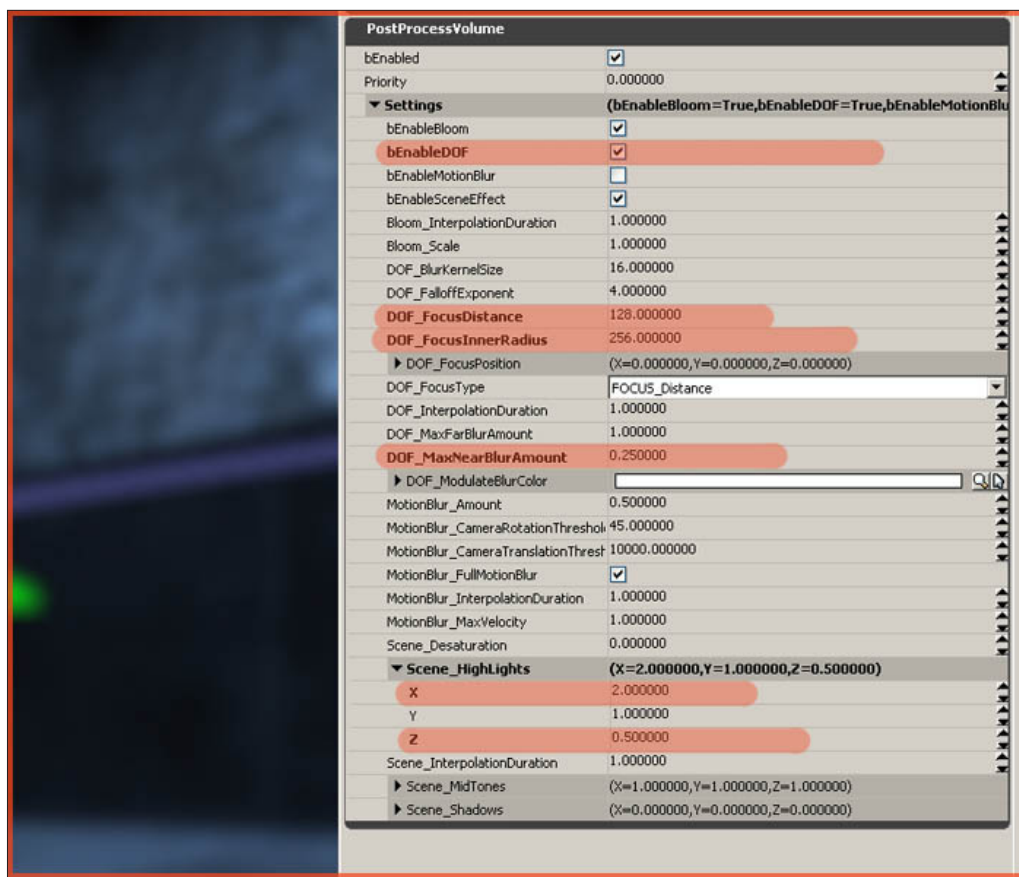 PostProcessVolume
bEnabled
Priority 0.000000
Settings (bEnableBloom=True,bEnableDOF=True,bEnableMotionBlu
bEnableBloom
bEnableDOF
bEnableMotionBlur
bEnableSceneEffect
Bloom_InterpolationDuration 1.000000
Bloom_Scale 1.000000
DOF_BlurKernelSize 16.000000
DOF_FalloffExponent 4.000000
DOF_FocusDistance 128.000000
DOF_FocusInnerRadius 256.000000
DOF_FocusPosition (X=0.000000,Y=0.000000,Z=0.000000)
DOF_FocusType FOCUS_Distance
DOF_InterpolationDuration 1.000000
DOF_MaxFarBlurAmount 1.000000
DOF_MaxNearBlurAmount 0.250000
DOF_ModulateBlurColor
MotionBlur_Amount 0.500000
MotionBlur_CameraRotationThreshol 45.000000
MotionBlur_CameraTranslationThresh 10000.000000
MotionBlur_FullMotionBlur
MotionBlur_InterpolationDuration 1.000000
MotionBlur_MaxVelocity 1.000000
Scene_Desaturation 0.000000
Scene_HighLights (X=2.000000,Y=1.000000,Z=0.500000)
X 2.000000
Y 1.000000
Z 0.500000
Scene_InterpolationDuration 1.000000
Scene_MidTones (X=1.000000,Y=1.000000,Z=1.000000)
Scene_Shadows (X=0.000000,Y=0.000000,Z=0.000000)